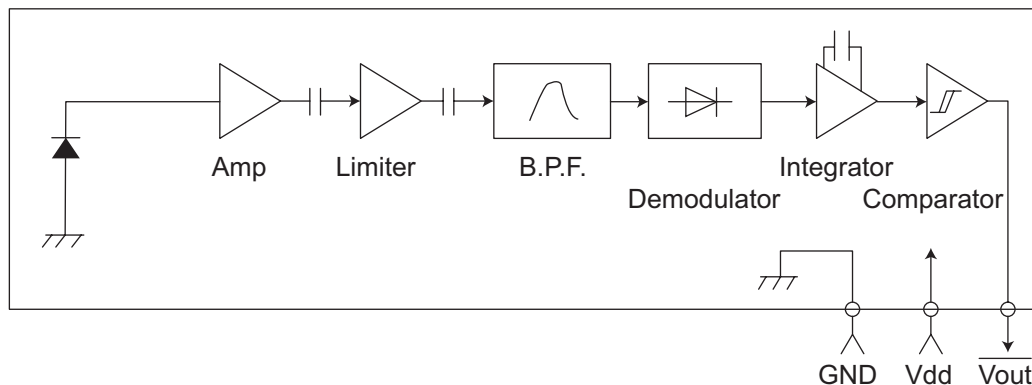 Amp
Limiter
B.P.F.
Demodulator
Integrator
Comparator
GND
Vdd
Vout